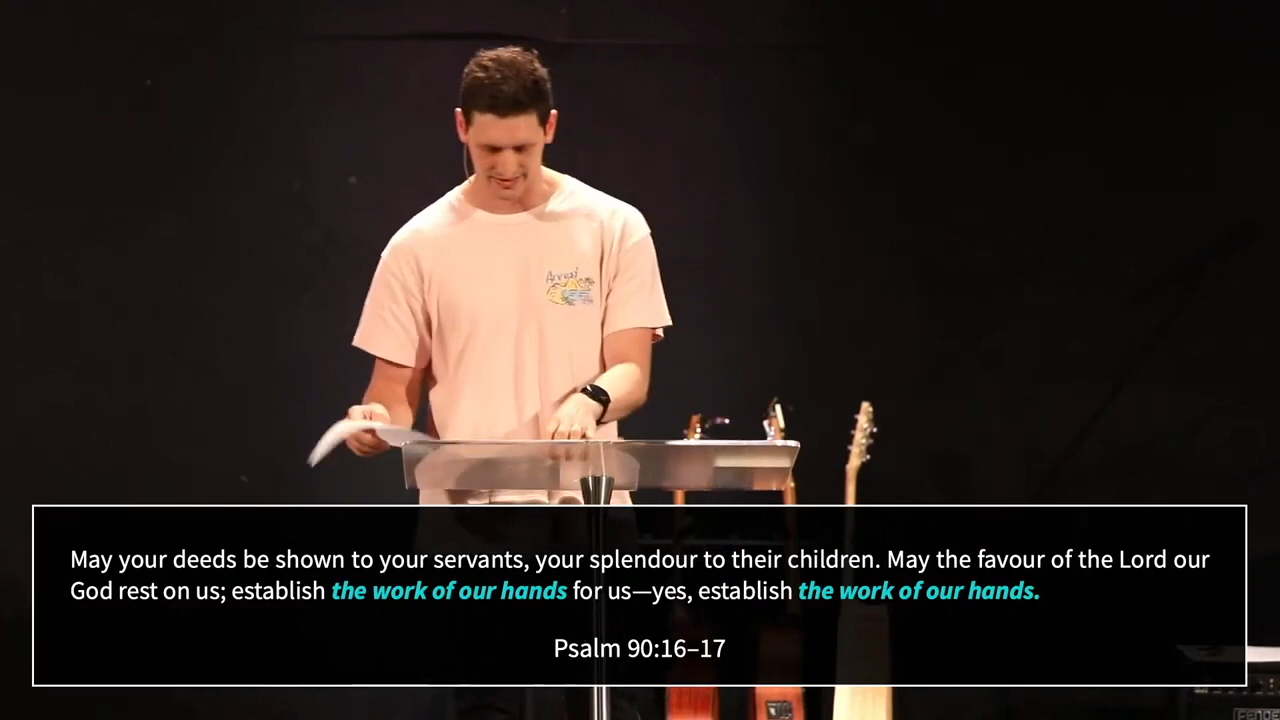 May your deeds be shown to your servants, your splendour to their children. May the favour of the Lord our
God rest on us; establish the work of our hands for us—yes, establish the work of our hands.
Psalm 90:16–17